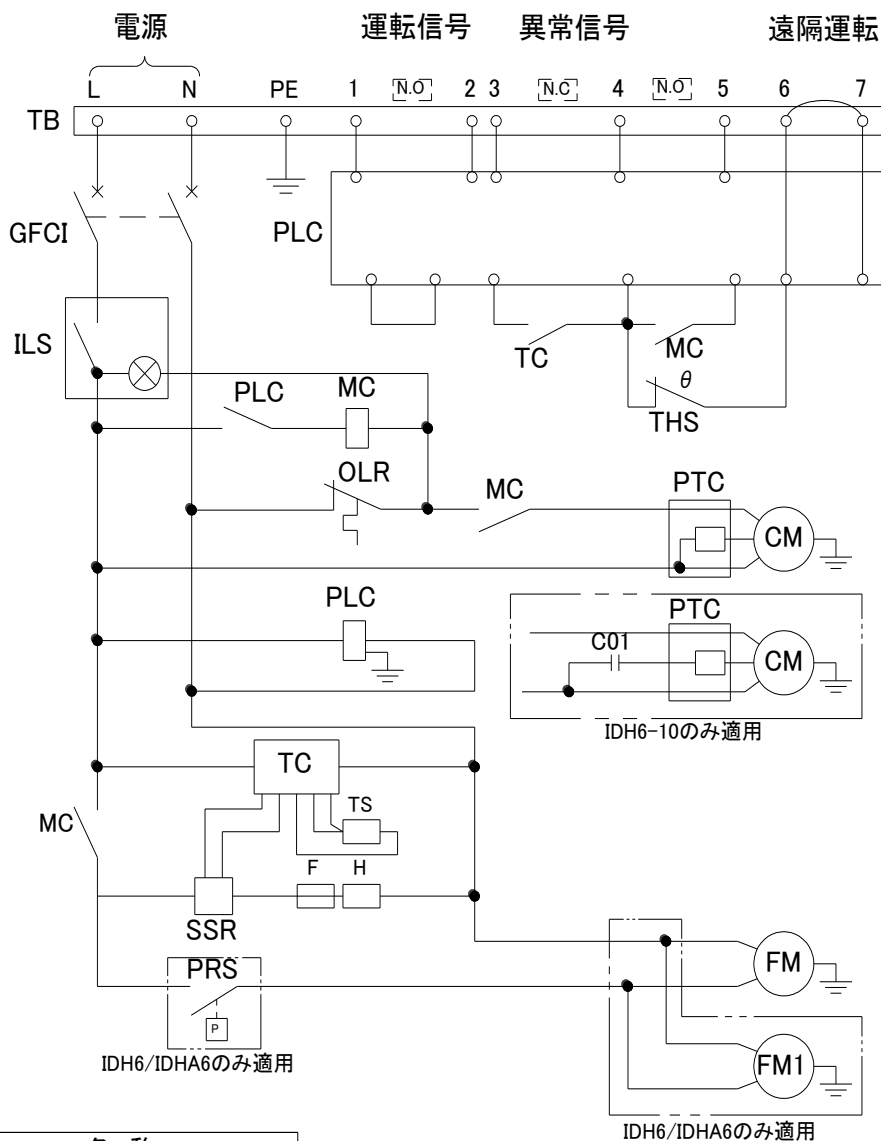 電源 運転信号 異常信号 遠隔運転
L N PE 1 N.O 2 3 N.C 4 N.O 5 6 7
TB
GFCI PLC
ILS TC MC
θ
THS
PLC MC
OLR MC PTC
CM
PLC PTC
C01 CM
IDH6-10のみ適用
TC
TS
MC
F H
SSR
PRS FM
P
IDH6/IDHA6のみ適用 FM1
IDH6/IDHA6のみ適用